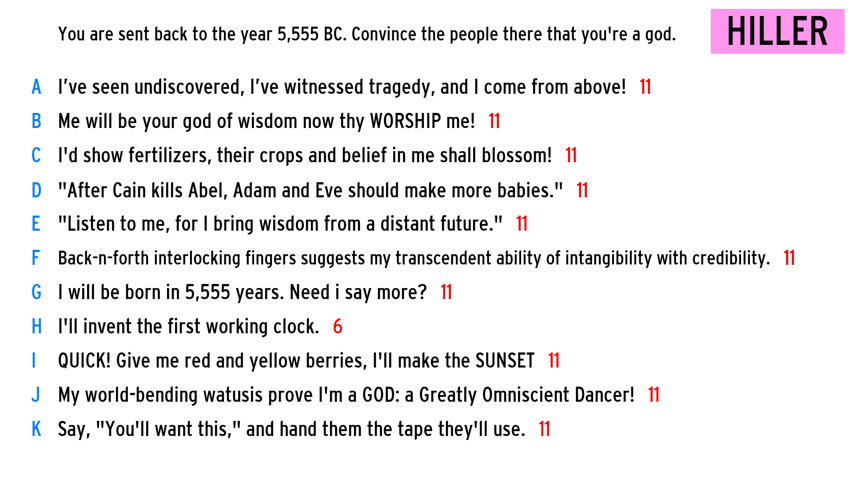 You are sent back to the year 5,555 BC. Convince the people there that you're a god.
HILLER
A I've seen undiscovered, I've witnessed tragedy, and I come from above! 11
B Me will be your god of wisdom now thy WORSHIP me! 11
C I'd show fertilizers, their crops and belief in me shall blossom! 11
D "After Cain kills Abel, Adam and Eve should make more babies." 11
E "Listen to me, for I bring wisdom from a distant future." 11
F Back-n-forth interlocking fingers suggests my transcendent ability of intangibility with credibility. 11
G I will be born in 5,555 years. Need i say more? 11
H I'll invent the first working clock. 6
I QUICK! Give me red and yellow berries, I'll make the SUNSET 11
J My world-bending watusis prove I'm a GOD: a Greatly Omniscient Dancer! 11
K Say, "You'll want this," and hand them the tape they'll use. 11